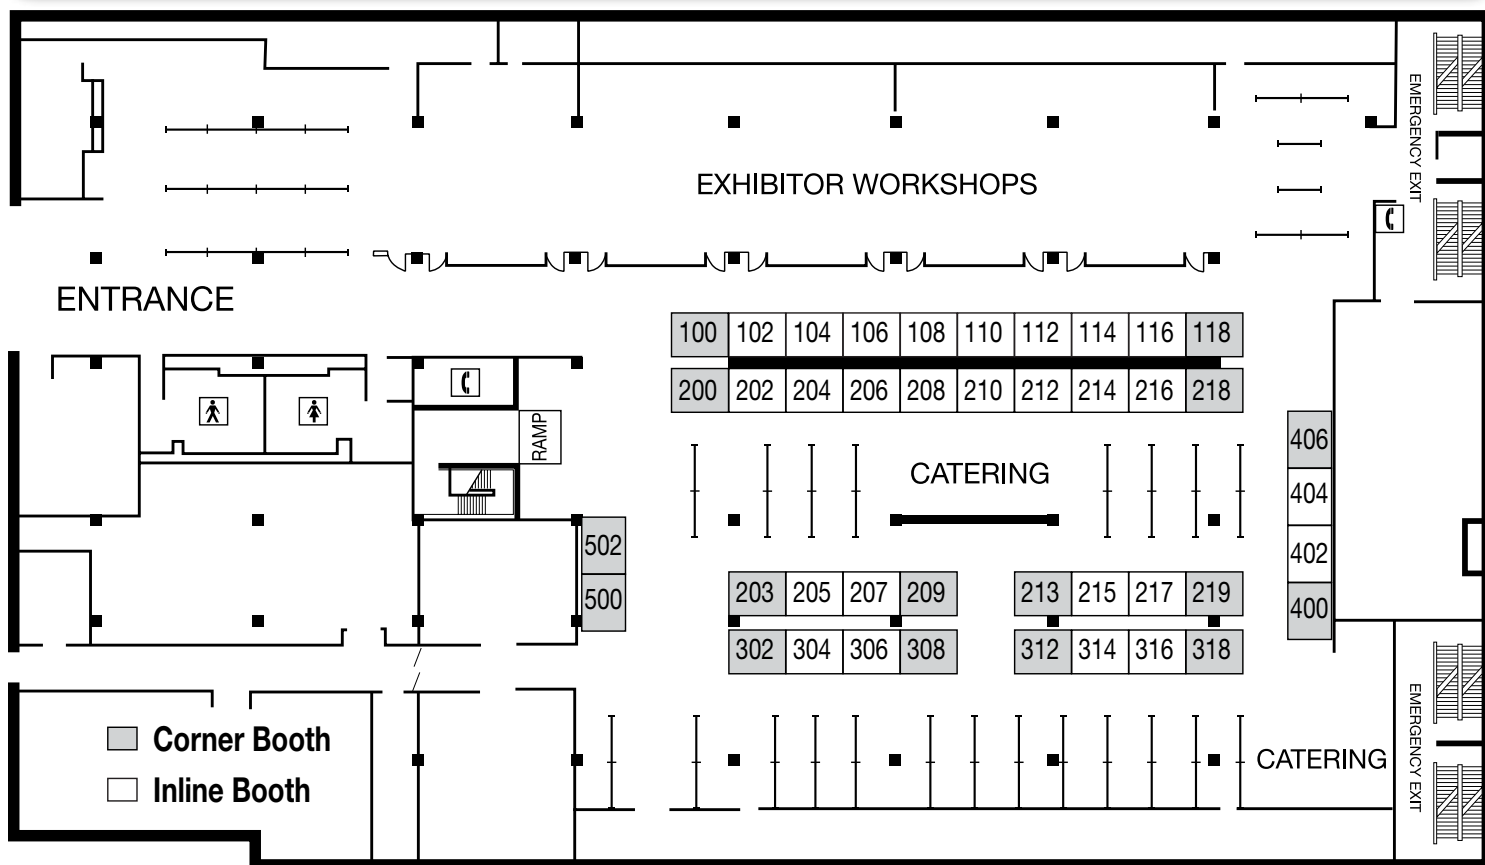 EMERGENCY EXIT
EXHIBITOR WORKSHOPS
ENTRANCE
100 102 104 106 108 110 112 114 116 118
200 202 204 206 208 210 212 214 216 218
RAMP
406
CATERING
404
502
402
500
203 205 207 209 213 215 217 219
400
302 304 306 308 312 314 316 318
EMERGENCY EXIT
Corner Booth
CATERING
Inline Booth